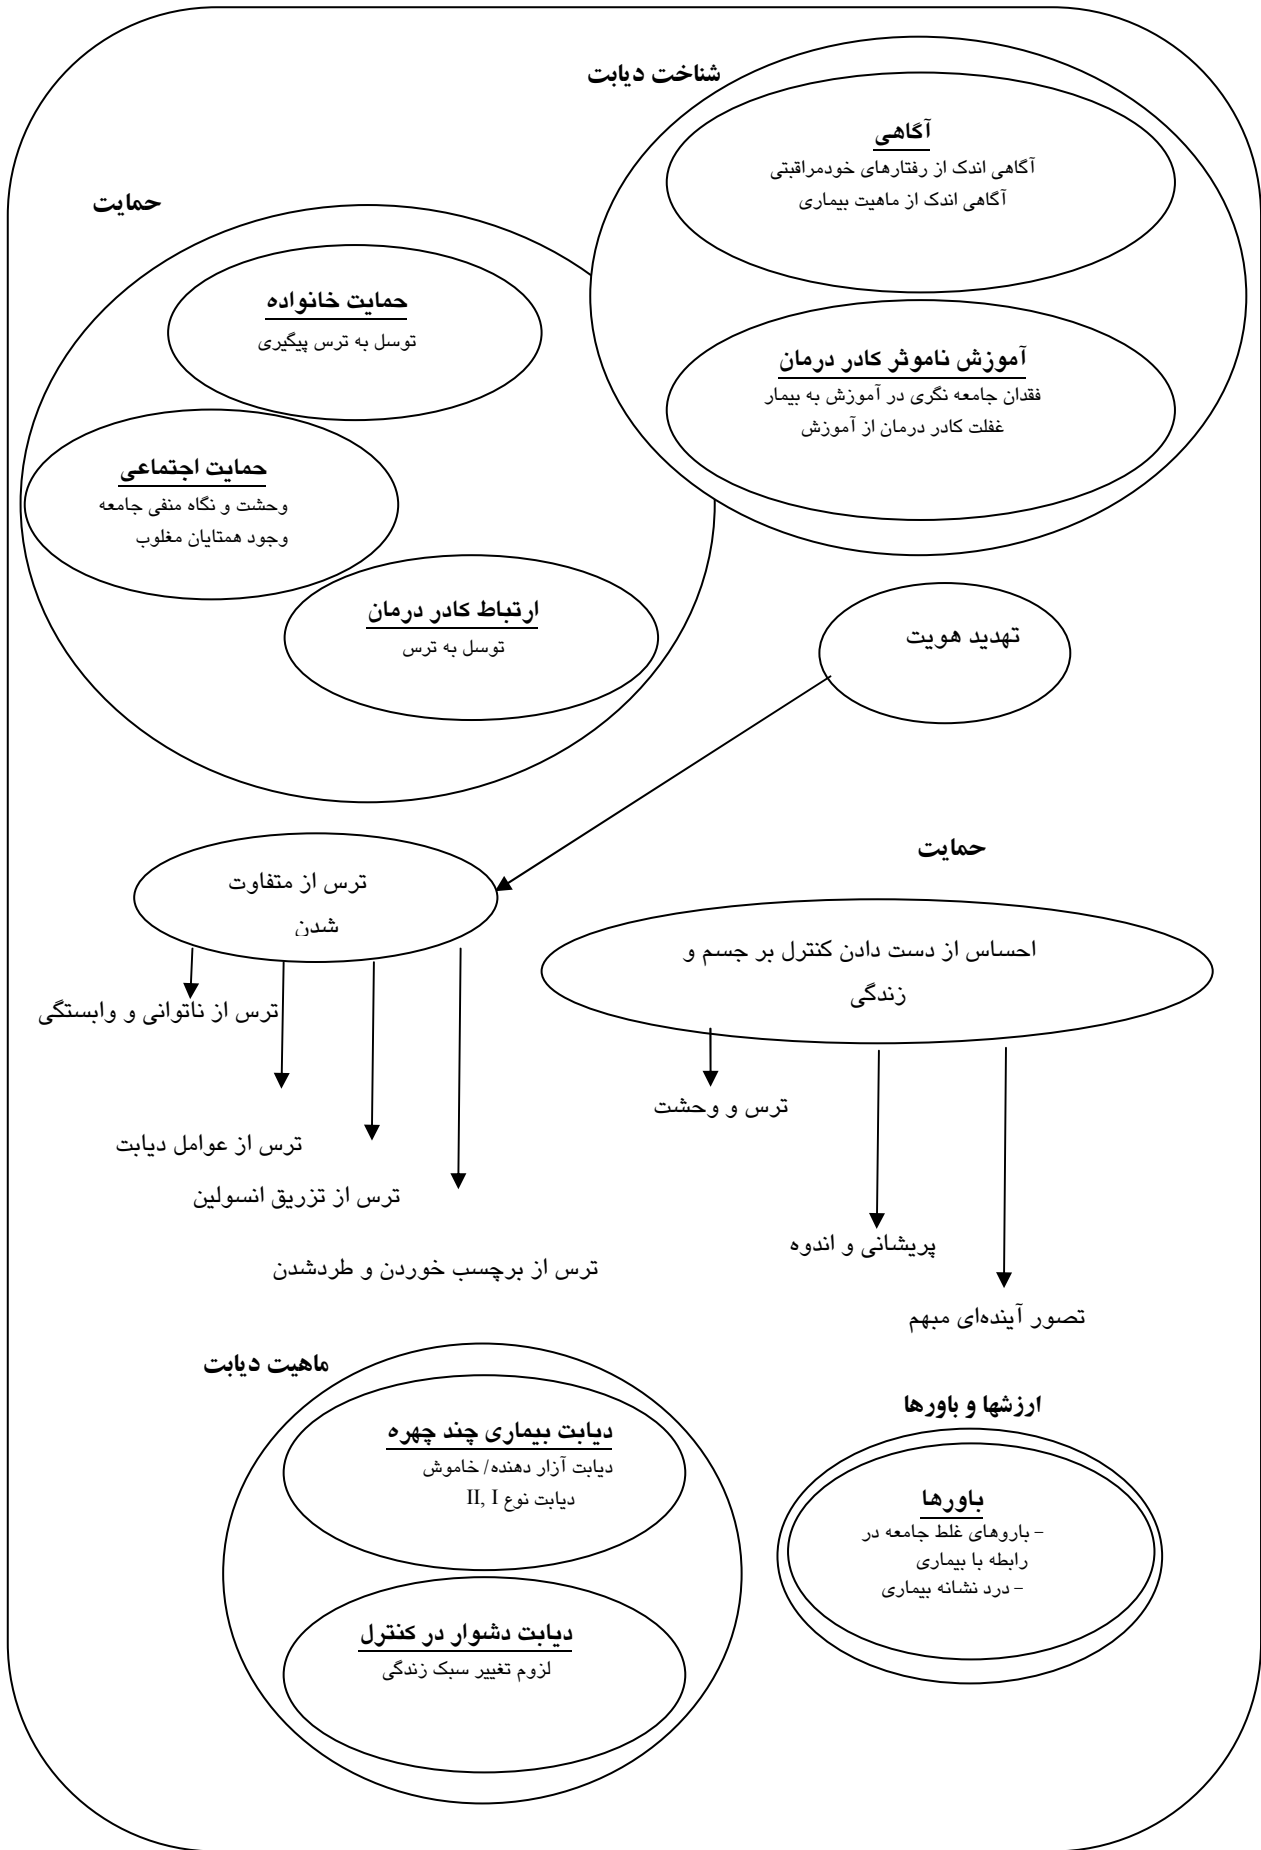 شناخت دیابت
آگاهی
آگاهی اندک از رفتارهای خودمراقبتی
آگاهی اندک از ماهیت بیماری
آموزش ناموثر کادر درمان
فقدان جامعه نگری در آموزش به بیمار
غفلت کادر درمان از آموزش
حمایت
حمایت خانواده
توسل به ترس پیگیری
حمایت اجتماعی
وحشت و نگاه منفی جامعه
وجود همتایان مغلوب
ارتباط کادر درمان
توسل به ترس
تهدید هویت
ترس از متفاوت
شدن
ترس از ناتوانی و وابستگی
ترس از عوامل دیابت
ترس از تزریق انسولین
ترس از برچسب خوردن و طردشدن
حمایت
احساس از دست دادن کنترل بر جسم و
زندگی
ترس و وحشت
پریشانی و اندوه
تصور آینده‌ای مبهم
ماهیت دیابت
دیابت بیماری چند چهره
دیابت آزار دهنده/ خاموش
دیابت نوع II, I
دیابت دشوار در کنترل
لزوم تغییر سبک زندگی
ارزشها و باورها
باورها
– باروهای غلط جامعه در
رابطه با بیماری
– درد نشانه بیماری